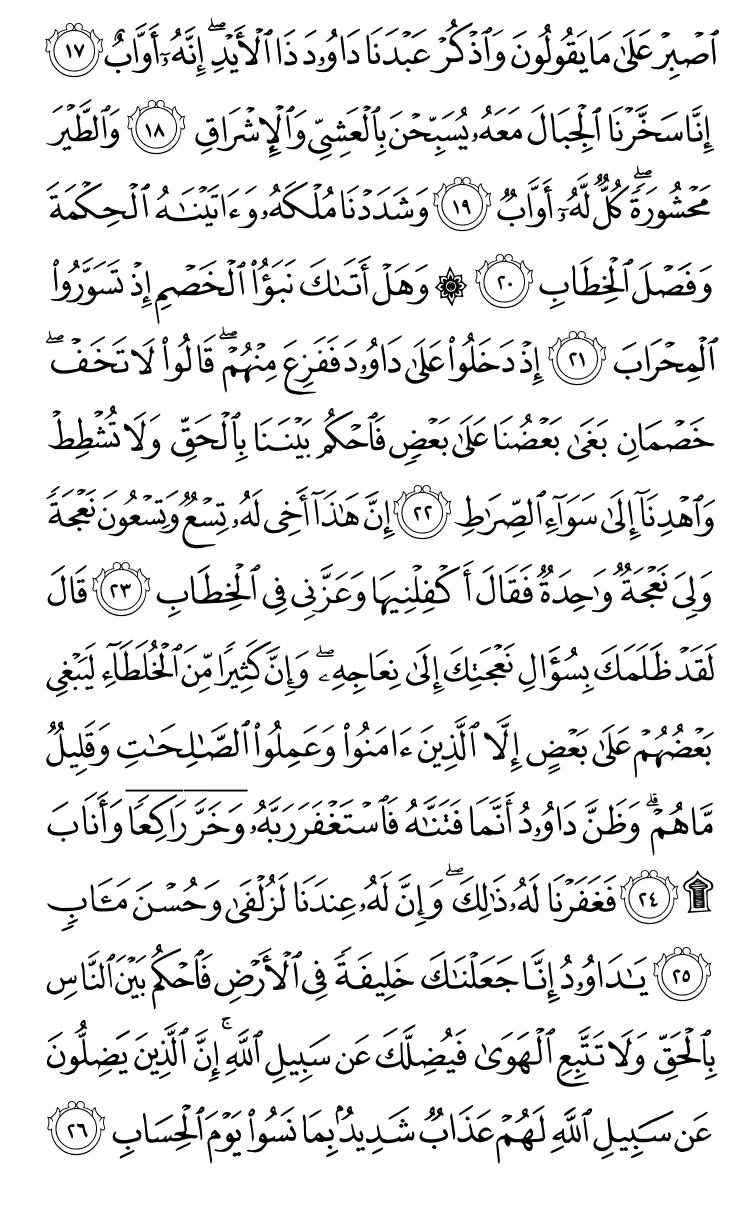 ٱصۡبِرۡ عَلَىٰ مَا يَقُولُونَ وَٱذۡكُرۡ عَبۡدَنَا دَاوُۥدَ ذَا ٱلۡأَيۡدِۖ إِنَّهُۥٓ أَوَّابٌ ١٧
إِنَّا سَخَّرۡنَا ٱلۡجِبَالَ مَعَهُۥ يُسَبِّحۡنَ بِٱلۡعَشِيِّ وَٱلۡإِشۡرَاقِ ١٨ وَٱلطَّيۡرَ
مَحۡشُورَةٗۖ كُلّٞ لَّهُۥٓ أَوَّابٞ ١٩ وَشَدَدۡنَا مُلۡكَهُۥ وَءَاتَيۡنَٰهُ ٱلۡحِكۡمَةَ
وَفَصۡلَ ٱلۡخِطَابِ ٢٠ ۞ وَهَلۡ أَتَىٰكَ نَبَؤُاْ ٱلۡخَصۡمِ إِذۡ تَسَوَّرُواْ
ٱلۡمِحۡرَابَ ٢١ إِذۡ دَخَلُواْ عَلَىٰ دَاوُۥدَ فَفَزِعَ مِنۡهُمۡۖ قَالُواْ لَا تَخَفۡۖ
خَصۡمَانِ بَغَىٰ بَعۡضُنَا عَلَىٰ بَعۡضٖ فَٱحۡكُم بَيۡنَنَا بِٱلۡحَقِّ وَلَا تُشۡطِطۡ
وَٱهۡدِنَآ إِلَىٰ سَوَآءِ ٱلصِّرَٰطِ ٢٢ إِنَّ هَٰذَآ أَخِي لَهُۥ تِسۡعٞ وَتِسۡعُونَ نَعۡجَةٗ
وَلِيَ نَعۡجَةٞ وَٰحِدَةٞ فَقَالَ أَكۡفِلۡنِيهَا وَعَزَّنِي فِي ٱلۡخِطَابِ ٢٣ قَالَ
لَقَدۡ ظَلَمَكَ بِسُؤَالِ نَعۡجَتِكَ إِلَىٰ نِعَاجِهِۦۖ وَإِنَّ كَثِيرٗا مِّنَ ٱلۡخُلَطَآءِ لَيَبۡغِي
بَعۡضُهُمۡ عَلَىٰ بَعۡضٍ إِلَّا ٱلَّذِينَ ءَامَنُواْ وَعَمِلُواْ ٱلصَّٰلِحَٰتِ وَقَلِيلٞ
مَّا هُمۡۗ وَظَنَّ دَاوُۥدُ أَنَّمَا فَتَنَّٰهُ فَٱسۡتَغۡفَرَ رَبَّهُۥ وَخَرَّ رَاكِعٗا وَأَنَابَ
۩ ٢٤ فَغَفَرۡنَا لَهُۥ ذَٰلِكَۖ وَإِنَّ لَهُۥ عِندَنَا لَزُلۡفَىٰ وَحُسۡنَ مَـَٔابٖ
٢٥ يَٰدَاوُۥدُ إِنَّا جَعَلۡنَٰكَ خَلِيفَةٗ فِي ٱلۡأَرۡضِ فَٱحۡكُم بَيۡنَ ٱلنَّاسِ
بِٱلۡحَقِّ وَلَا تَتَّبِعِ ٱلۡهَوَىٰ فَيُضِلَّكَ عَن سَبِيلِ ٱللَّهِۚ إِنَّ ٱلَّذِينَ يَضِلُّونَ
عَن سَبِيلِ ٱللَّهِ لَهُمۡ عَذَابٞ شَدِيدُۢ بِمَا نَسُواْ يَوۡمَ ٱلۡحِسَابِ ٢٦